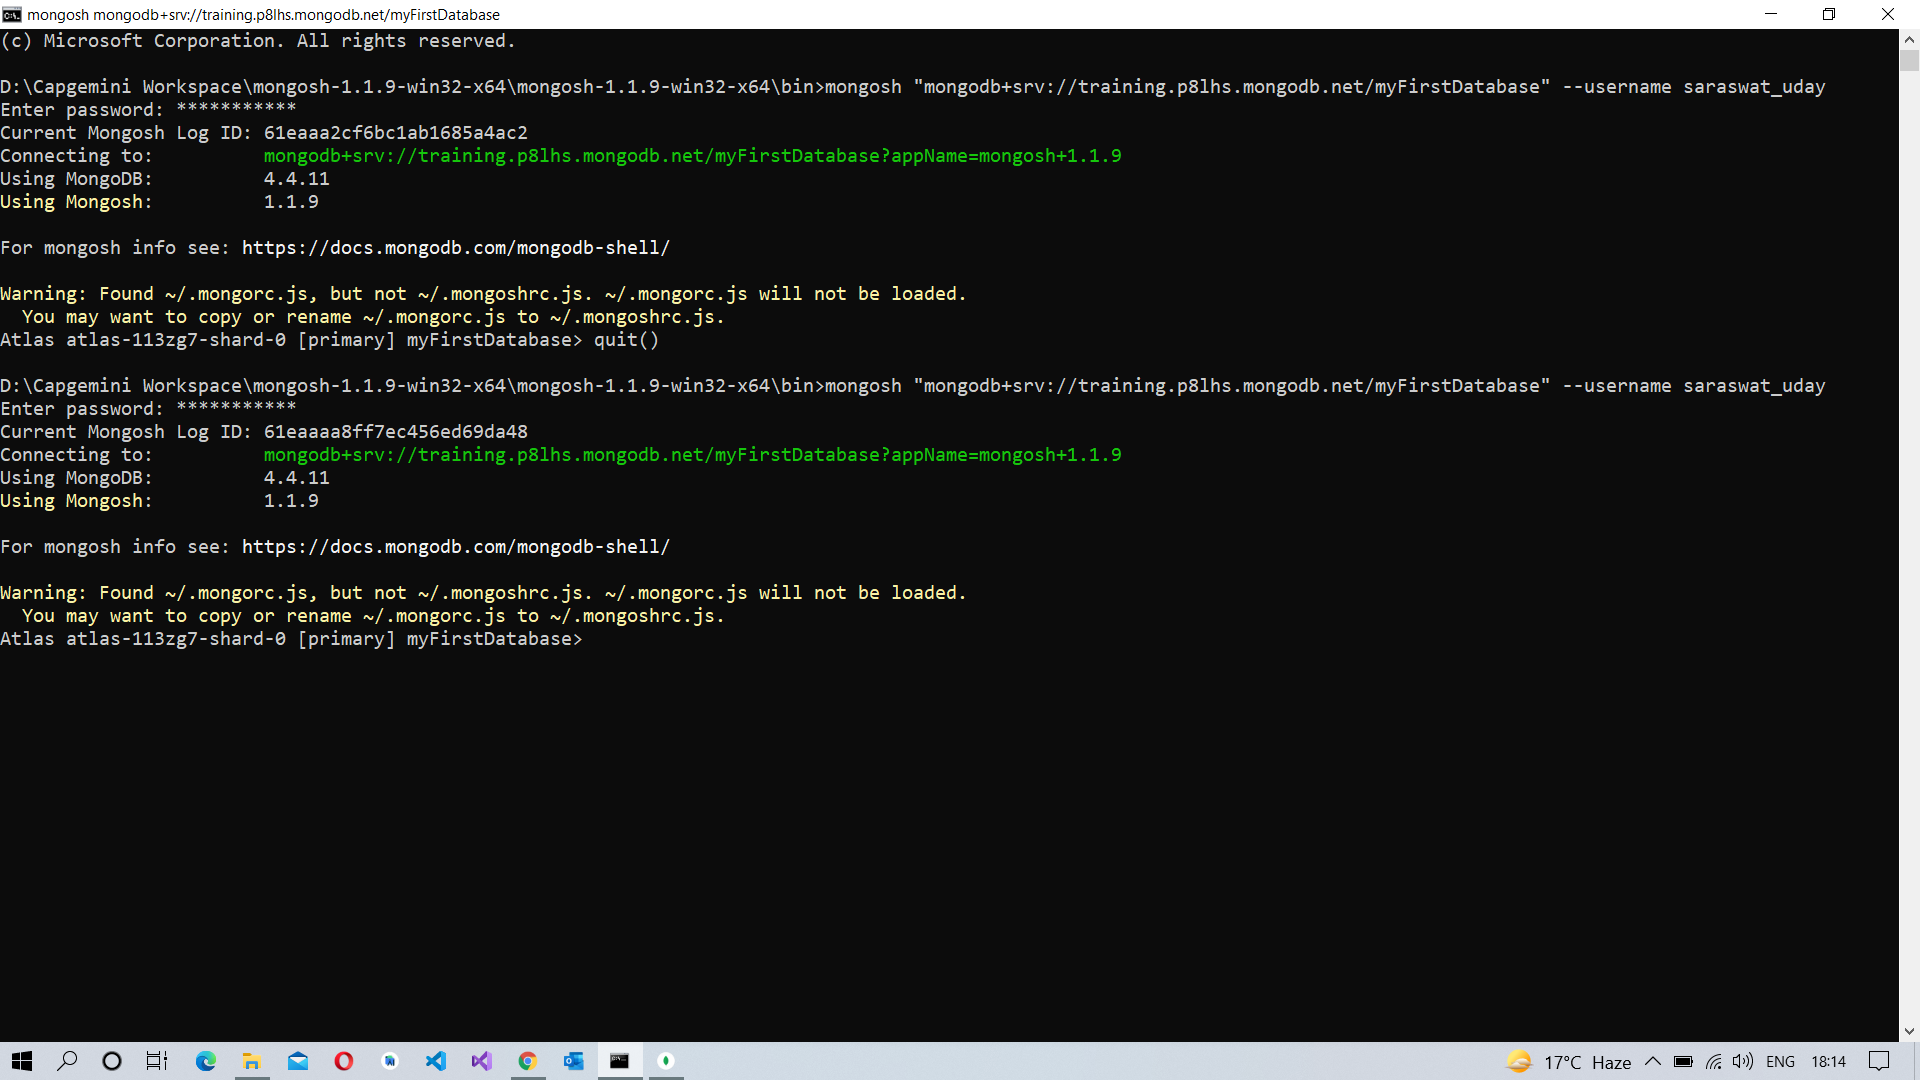 mongosh mongodb+srv://training.p8lhs.mongodb.net/myFirstDatabase
(c) Microsoft Corporation. All rights reserved.
D:\Capgemini Workspace\mongosh-1.1.9-win32-x64\mongosh-1.1.9-win32-x64\bin>mongosh "mongodb+srv://training.p8lhs.mongodb.net/myFirstDatabase" --username saraswat_uday
Enter password: ***********
Current Mongosh Log ID: 61eaaa2cf6bc1ab1685a4ac2
Connecting to: mongodb+srv://training.p8lhs.mongodb.net/myFirstDatabase?appName=mongosh+1.1.9
Using MongoDB: 4.4.11
Using Mongosh: 1.1.9
For mongosh info see: https://docs.mongodb.com/mongodb-shell/
Warning: Found ~/.mongorc.js, but not ~/.mongoshrc.js. ~/.mongorc.js will not be loaded.
You may want to copy or rename ~/.mongorc.js to ~/.mongoshrc.js.
Atlas atlas-113zg7-shard-0 [primary] myFirstDatabase> quit()
D:\Capgemini Workspace\mongosh-1.1.9-win32-x64\mongosh-1.1.9-win32-x64\bin>mongosh "mongodb+srv://training.p8lhs.mongodb.net/myFirstDatabase" --username saraswat_uday
Enter password: ***********
Current Mongosh Log ID: 61eaaaa8ff7ec456ed69da48
Connecting to: mongodb+srv://training.p8lhs.mongodb.net/myFirstDatabase?appName=mongosh+1.1.9
Using MongoDB: 4.4.11
Using Mongosh: 1.1.9
For mongosh info see: https://docs.mongodb.com/mongodb-shell/
Warning: Found ~/.mongorc.js, but not ~/.mongoshrc.js. ~/.mongorc.js will not be loaded.
You may want to copy or rename ~/.mongorc.js to ~/.mongoshrc.js.
Atlas atlas-113zg7-shard-0 [primary] myFirstDatabase>
17°C Haze ENG 18:14